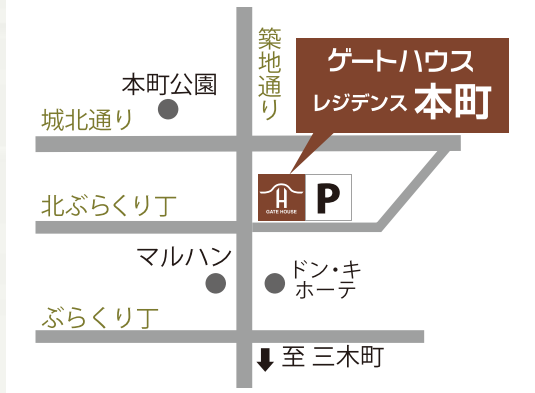 築地通り
ゲートハウス
レジデンス 本町
本町公園
城北通り
GATE HOUSE
P
北ぶらくり丁
マルハン
ドン・キ
ホーテ
ぶらくり丁
至 三木町